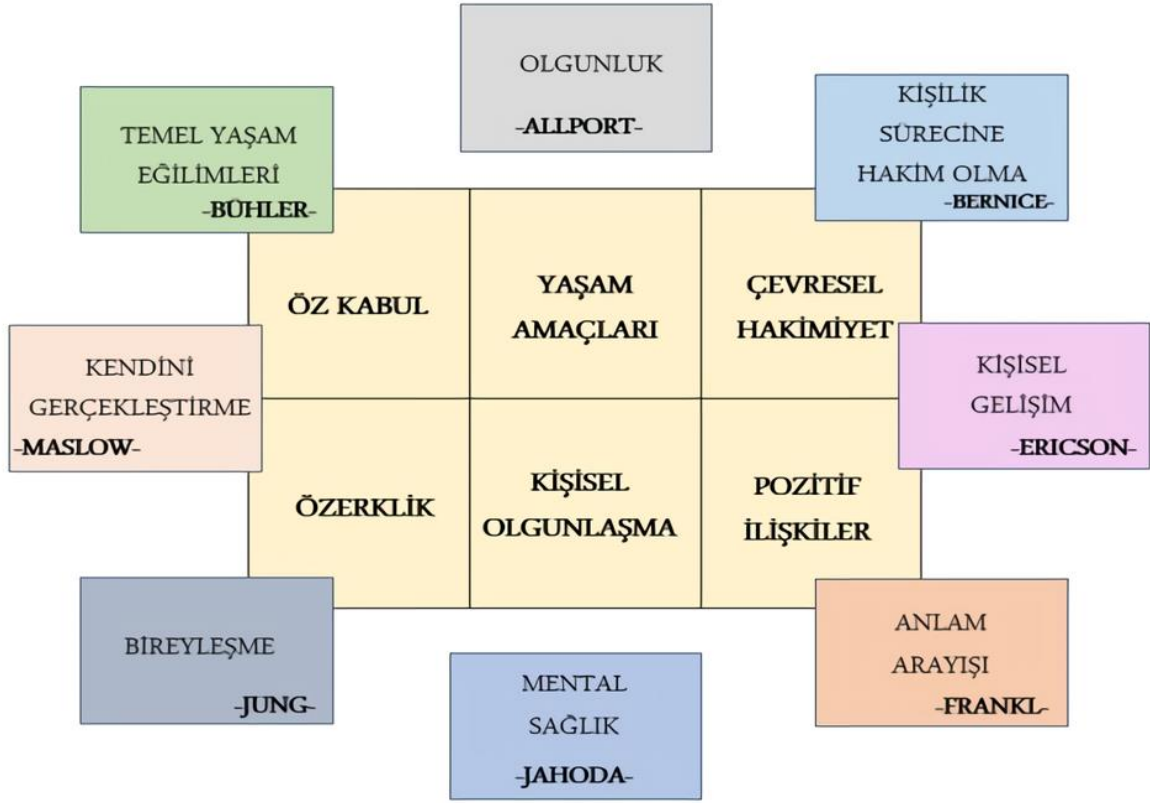 OLGUNLUK
-ALLPORT-
TEMEL YAŞAM
EĞİLİMLERİ
-BÜHLER-
KİŞİLİK
SÜRECİNE
HAKİM OLMA
-BERNICE-
ÖZ KABUL
YAŞAM
AMAÇLARI
ÇEVRESEL
HAKİMİYET
KENDİNİ
GERÇEKLEŞTİRME
-MASLOW-
KİŞİSEL
GELİŞİM
-ERICSON-
ÖZERKLİK
KİŞİSEL
OLGUNLAŞMA
POZİTİF
İLİŞKİLER
BİREYLEŞME
-JUNG-
MENTAL
SAĞLIK
-JAHODA-
ANLAM
ARAYIŞI
-FRANKL-